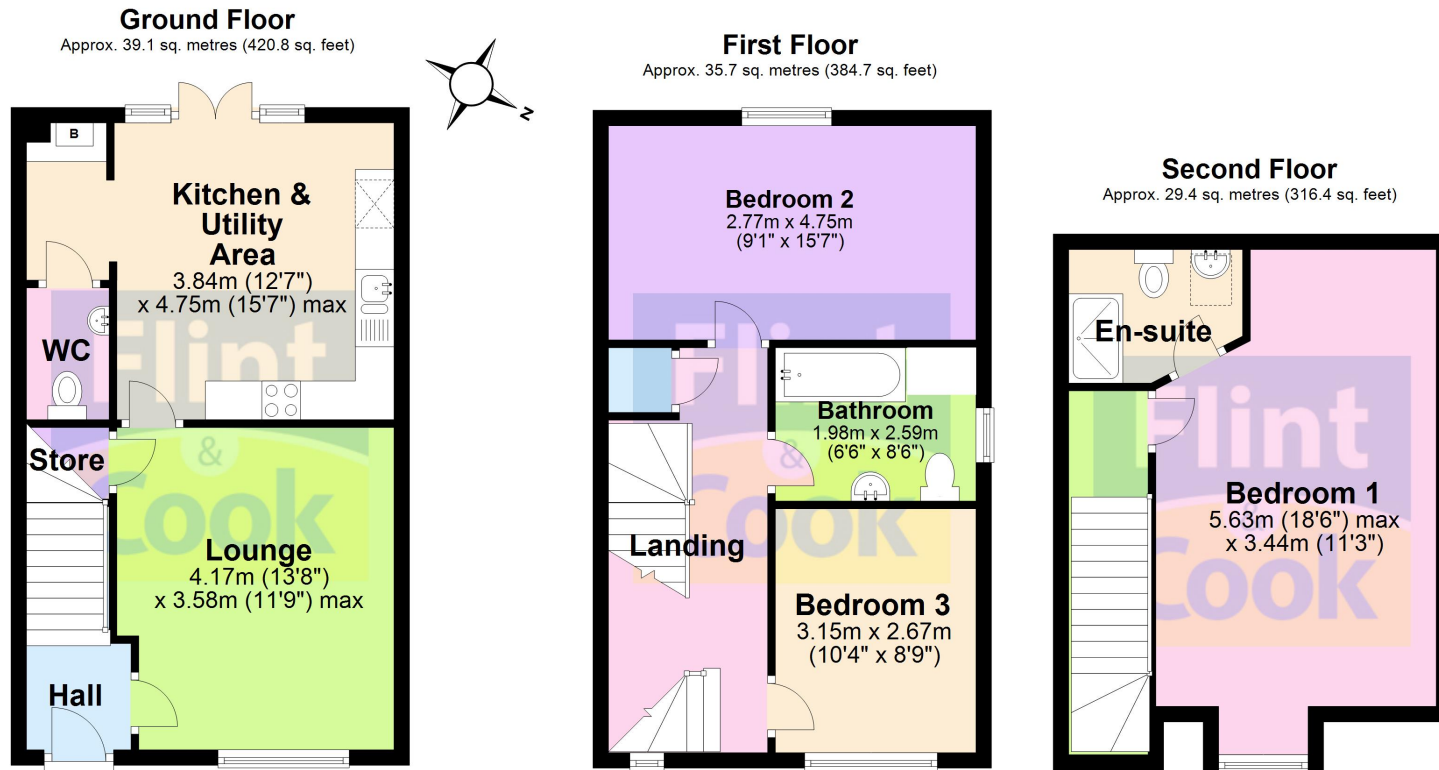 Ground Floor
Approx. 39.1 sq. metres (420.8 sq. feet)
B
Kitchen &
Utility
Area
3.84m (12'7")
x 4.75m (15'7") max
WC
Store
Lounge
4.17m (13'8")
x 3.58m (11'9") max
Hall
Flint
&
Cook
N
First Floor
Approx. 35.7 sq. metres (384.7 sq. feet)
Bedroom 2
2.77m x 4.75m
(9'1" x 15'7")
Bathroom
1.98m x 2.59m
(6'6" x 8'6")
Landing
Bedroom 3
3.15m x 2.67m
(10'4" x 8'9")
Flint
&
Cook
Second Floor
Approx. 29.4 sq. metres (316.4 sq. feet)
En-suite
Bedroom 1
5.63m (18'6") max
x 3.44m (11'3")
Flint
&
Cook